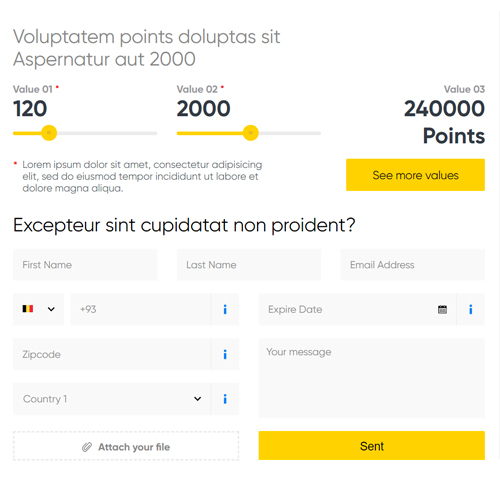 Voluptatem points doluptas sit
Aspernatur aut 2000
Value 01 *
120
Value 02 *
2000
Value 03
240000
Points
* Lorem ipsum dolor sit amet, consectetur adipisicing
elit, sed do eiusmod tempor incididunt ut labore et
dolore magna aliqua.
See more values
Excepteur sint cupidatat non proident?
First Name
Last Name
Email Address
+93
i
Expire Date
i
Zipcode
i
Your message
Country 1
i
Attach your file
Sent